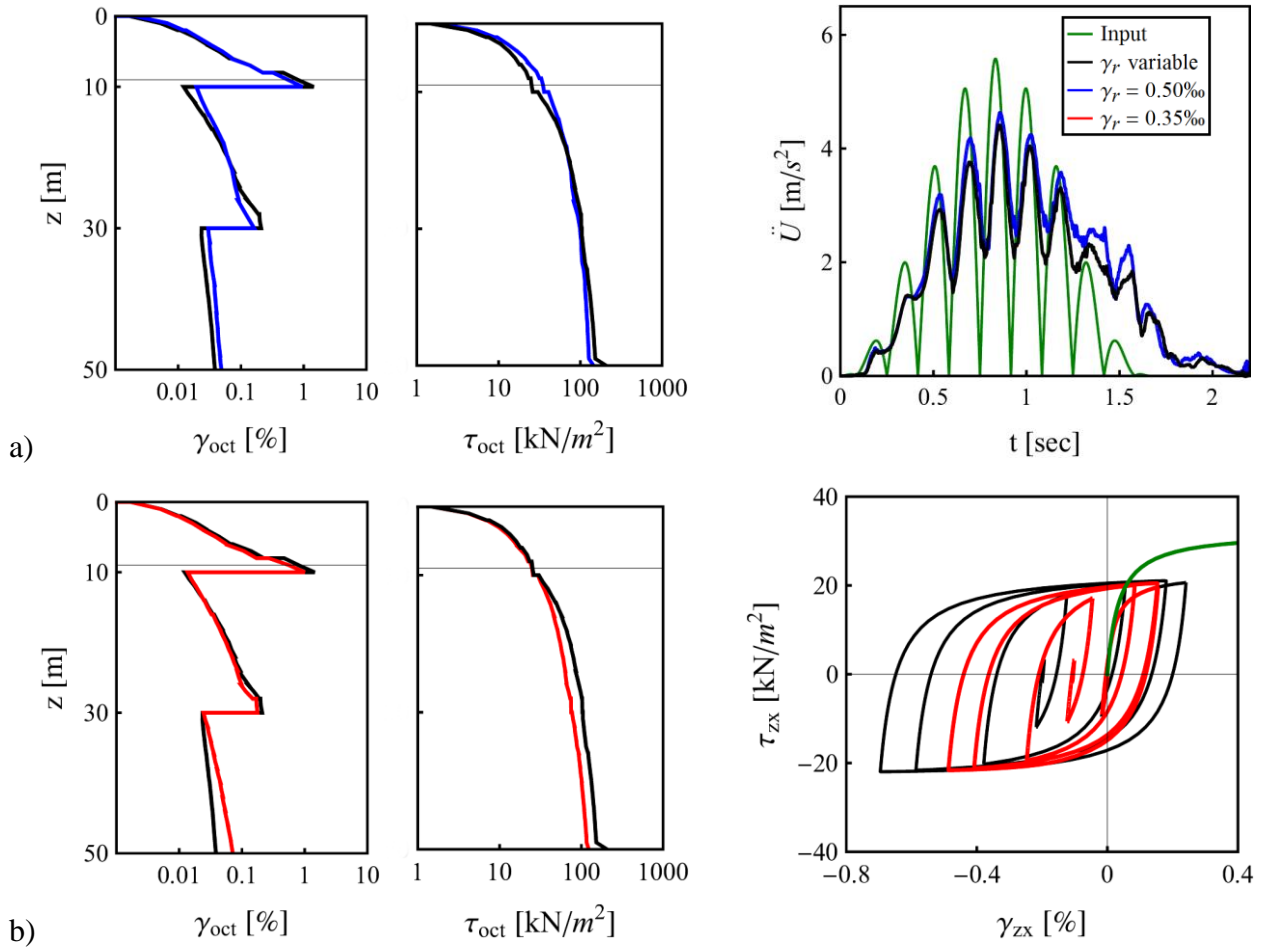 0
10
30
50
z [m]
0.01 0.1 1 10
γoct [%]
1 10 100 1000
τoct [kN/m²]
6
4
2
0
Ü [m/s²]
Input
γr variable
γr = 0.50‰
γr = 0.35‰
0 0.5 1 1.5 2
t [sec]
a)
0
10
30
50
z [m]
0.01 0.1 1 10
γoct [%]
1 10 100 1000
τoct [kN/m²]
40
20
0
−20
−40
τzx [kN/m²]
−0.8 −0.4 0 0.4
γzx [%]
b)